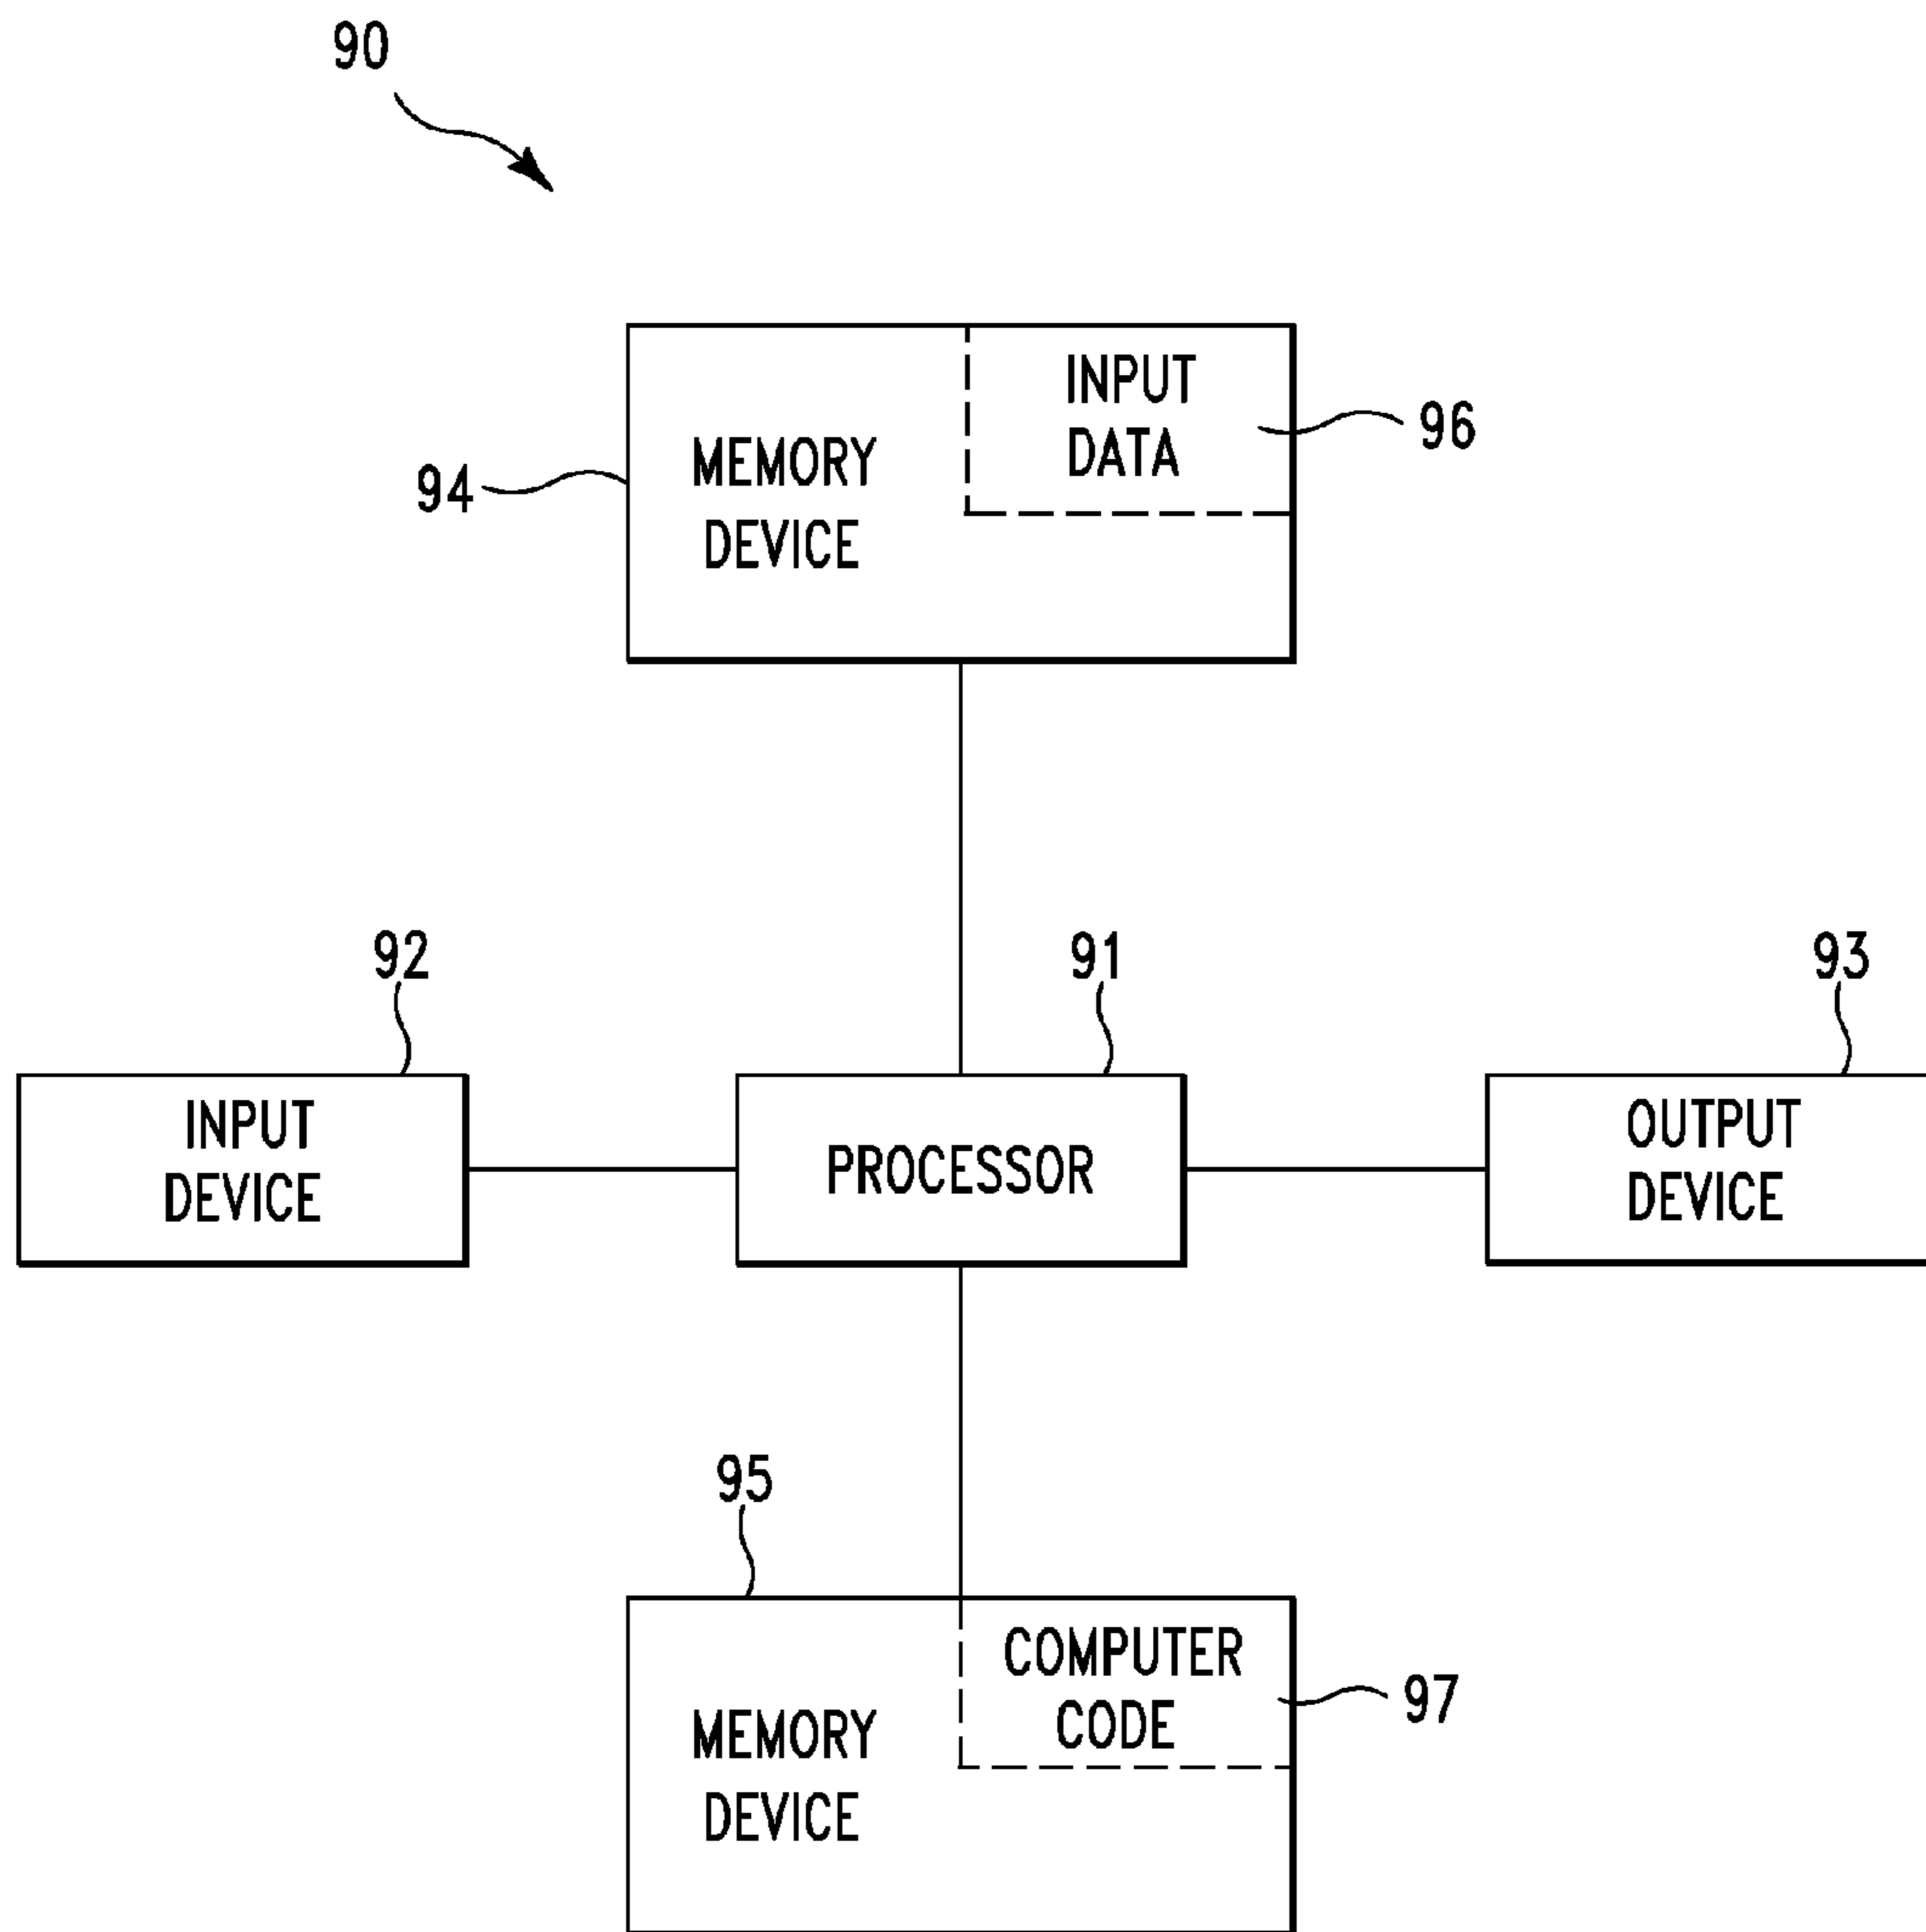 90
INPUT
DATA
96
MEMORY
DEVICE
94
92
91
93
INPUT
DEVICE
PROCESSOR
OUTPUT
DEVICE
95
COMPUTER
CODE
97
MEMORY
DEVICE